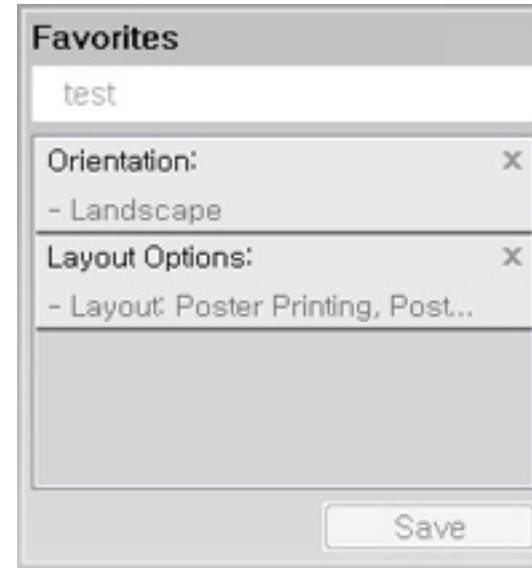 Favorites
test
Orientation: x
- Landscape
Layout Options: x
- Layout: Poster Printing, Post...
Save